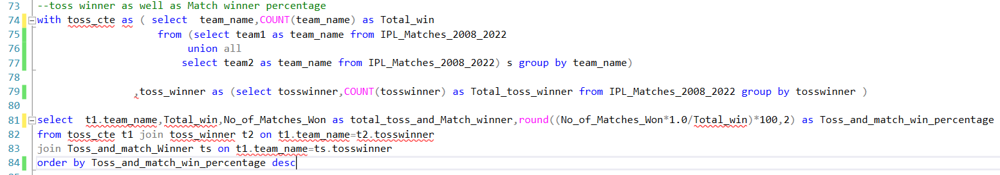 73 --toss winner as well as Match winner percentage
74 with toss_cte as ( select  team_name,COUNT(team_name) as Total_win
75 from (select team1 as team_name from IPL_Matches_2008_2022
76 union all
77 select team2 as team_name from IPL_Matches_2008_2022) s group by team_name)
78
79 ,toss_winner as (select tosswinner,COUNT(tosswinner) as Total_toss_winner from IPL_Matches_2008_2022 group by tosswinner )
80
81 select  t1.team_name,Total_win,No_of_Matches_Won as total_toss_and_Match_winner,round((No_of_Matches_Won*1.0/Total_win)*100,2) as Toss_and_match_win_percentage
82 from toss_cte t1 join toss_winner t2 on t1.team_name=t2.tosswinner
83 join Toss_and_match_Winner ts on t1.team_name=ts.tosswinner
84 order by Toss_and_match_win_percentage desc